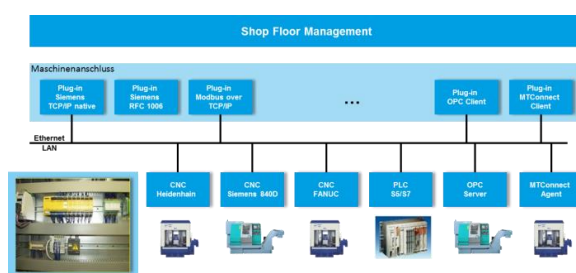 Shop Floor Management
Maschinenanschluss
Plug-in
Siemens
TCP/IP native
Plug-in
Siemens
RFC 1006
Plug-in
Modbus over
TCP/IP
...
Plug-in
OPC Client
Plug-in
MTConnect
Client
Ethernet
LAN
CNC
Heidenhain
CNC
Siemens 840D
CNC
FANUC
PLC
S5/S7
OPC
Server
MTConnect
Agent